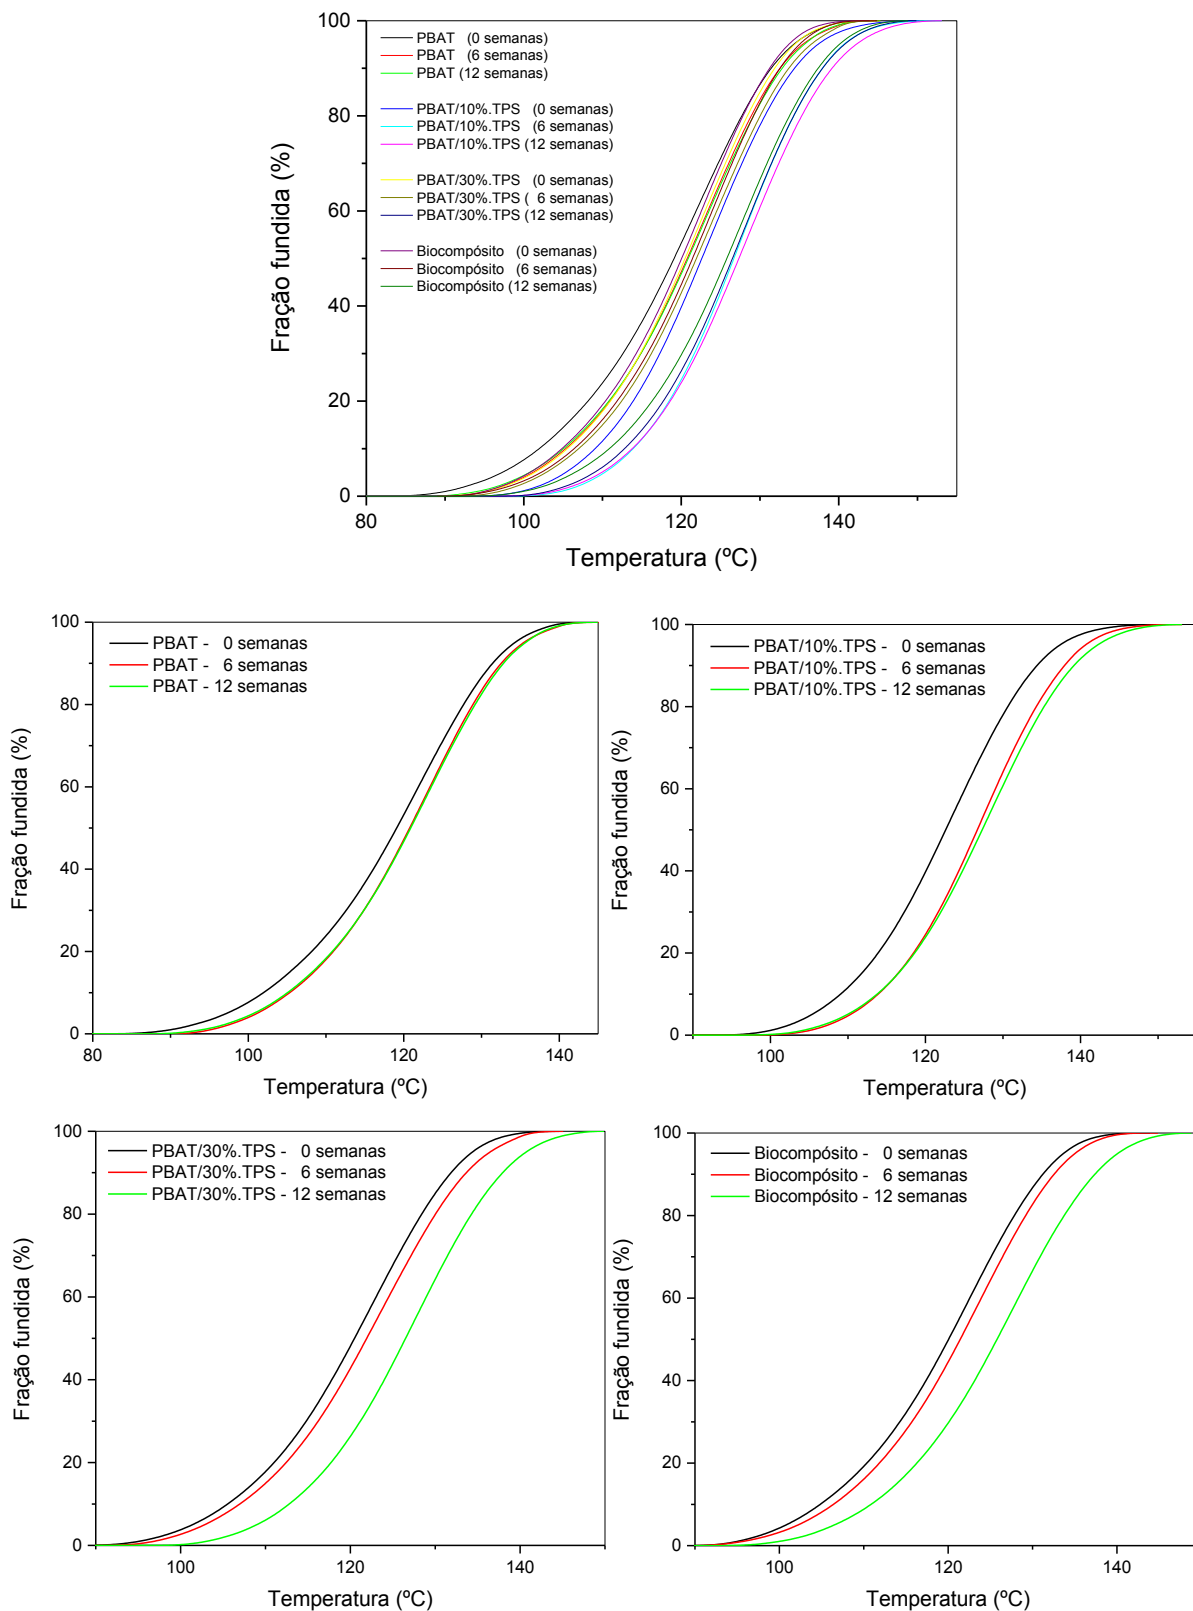 100
80
60
40
20
0
Fração fundida (%)
PBAT   (0 semanas)
PBAT   (6 semanas)
PBAT (12 semanas)
PBAT/10%.TPS   (0 semanas)
PBAT/10%.TPS   (6 semanas)
PBAT/10%.TPS (12 semanas)
PBAT/30%.TPS   (0 semanas)
PBAT/30%.TPS (  6 semanas)
PBAT/30%.TPS (12 semanas)
Biocompósito   (0 semanas)
Biocompósito   (6 semanas)
Biocompósito (12 semanas)
80 100 120 140
Temperatura (ºC)
100
80
60
40
20
0
Fração fundida (%)
PBAT -   0 semanas
PBAT -   6 semanas
PBAT - 12 semanas
80 100 120 140
Temperatura (ºC)
100
80
60
40
20
0
Fração fundida (%)
PBAT/10%.TPS -   0 semanas
PBAT/10%.TPS -   6 semanas
PBAT/10%.TPS - 12 semanas
100 120 140
Temperatura (ºC)
100
80
60
40
20
0
Fração fundida (%)
PBAT/30%.TPS -   0 semanas
PBAT/30%.TPS -   6 semanas
PBAT/30%.TPS - 12 semanas
100 120 140
Temperatura (ºC)
100
80
60
40
20
0
Fração fundida (%)
Biocompósito -   0 semanas
Biocompósito -   6 semanas
Biocompósito - 12 semanas
100 120 140
Temperatura (ºC)